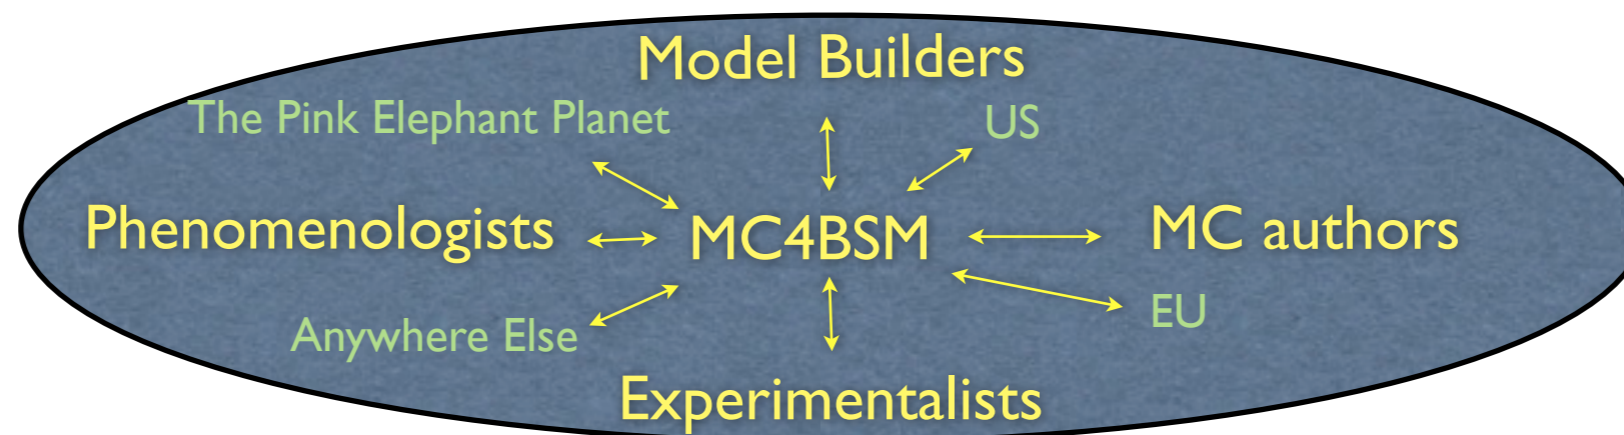 Model Builders
The Pink Elephant Planet
US
Phenomenologists
MC4BSM
MC authors
Anywhere Else
EU
Experimentalists